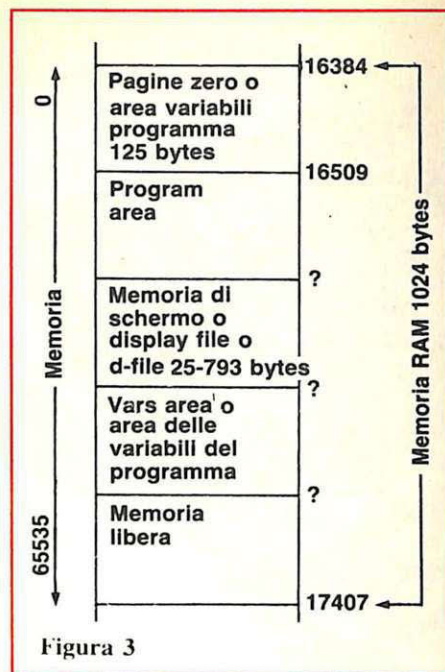 0
Memoria
65535
16384
Pagine zero o
area variabili
programma
125 bytes
16509
Program
area
?
Memoria di
schermo o
display file o
d-file 25-793 bytes
?
Vars area o
area delle
variabili del
programma
?
Memoria
libera
17407
Memoria RAM 1024 bytes
Figura 3